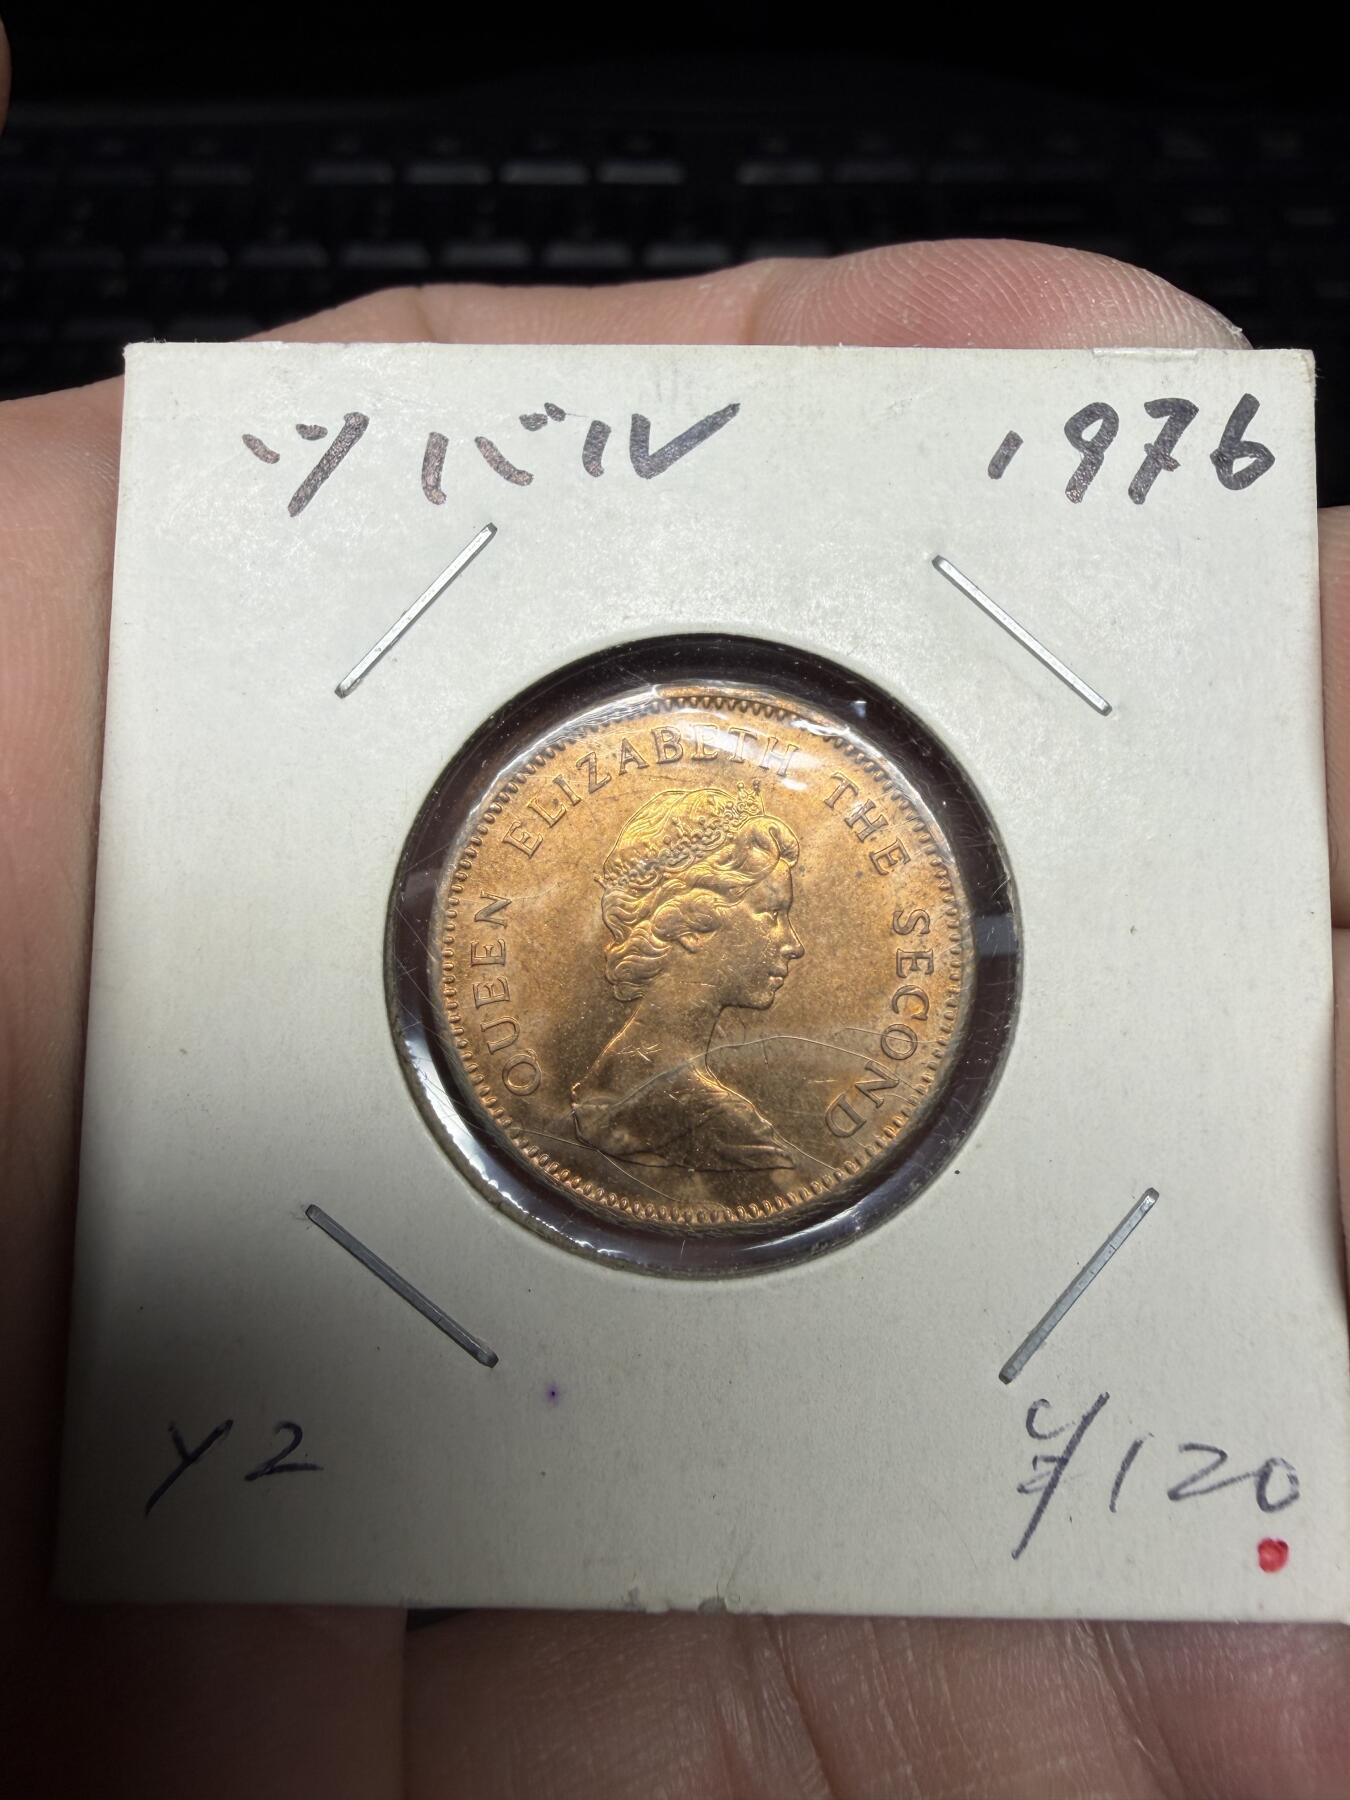 ツバル 1976
QUEEN ELIZABETH THE SECOND
Y2 ¥120